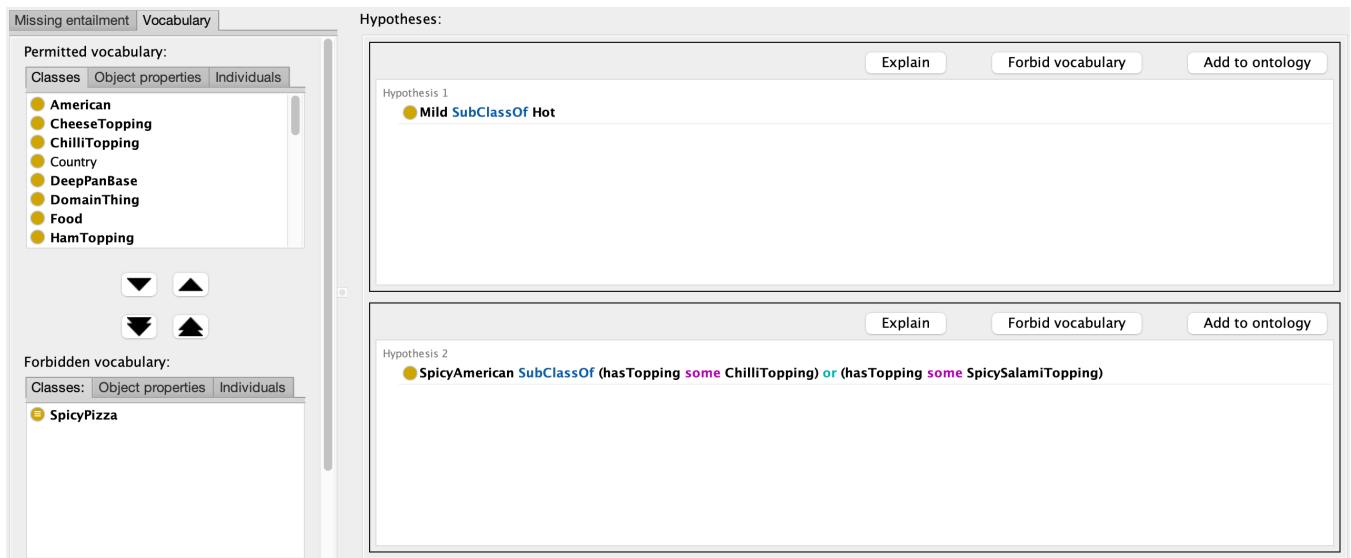 Missing entailment Vocabulary
Permitted vocabulary:
Classes Object properties Individuals
American
CheeseTopping
ChilliTopping
Country
DeepPanBase
DomainThing
Food
HamTopping
Forbidden vocabulary:
Classes: Object properties Individuals
SpicyPizza
Hypotheses:
Explain Forbid vocabulary Add to ontology
Hypothesis 1
Mild SubClassOf Hot
Explain Forbid vocabulary Add to ontology
Hypothesis 2
SpicyAmerican SubClassOf (hasTopping some ChilliTopping) or (hasTopping some SpicySalamiTopping)